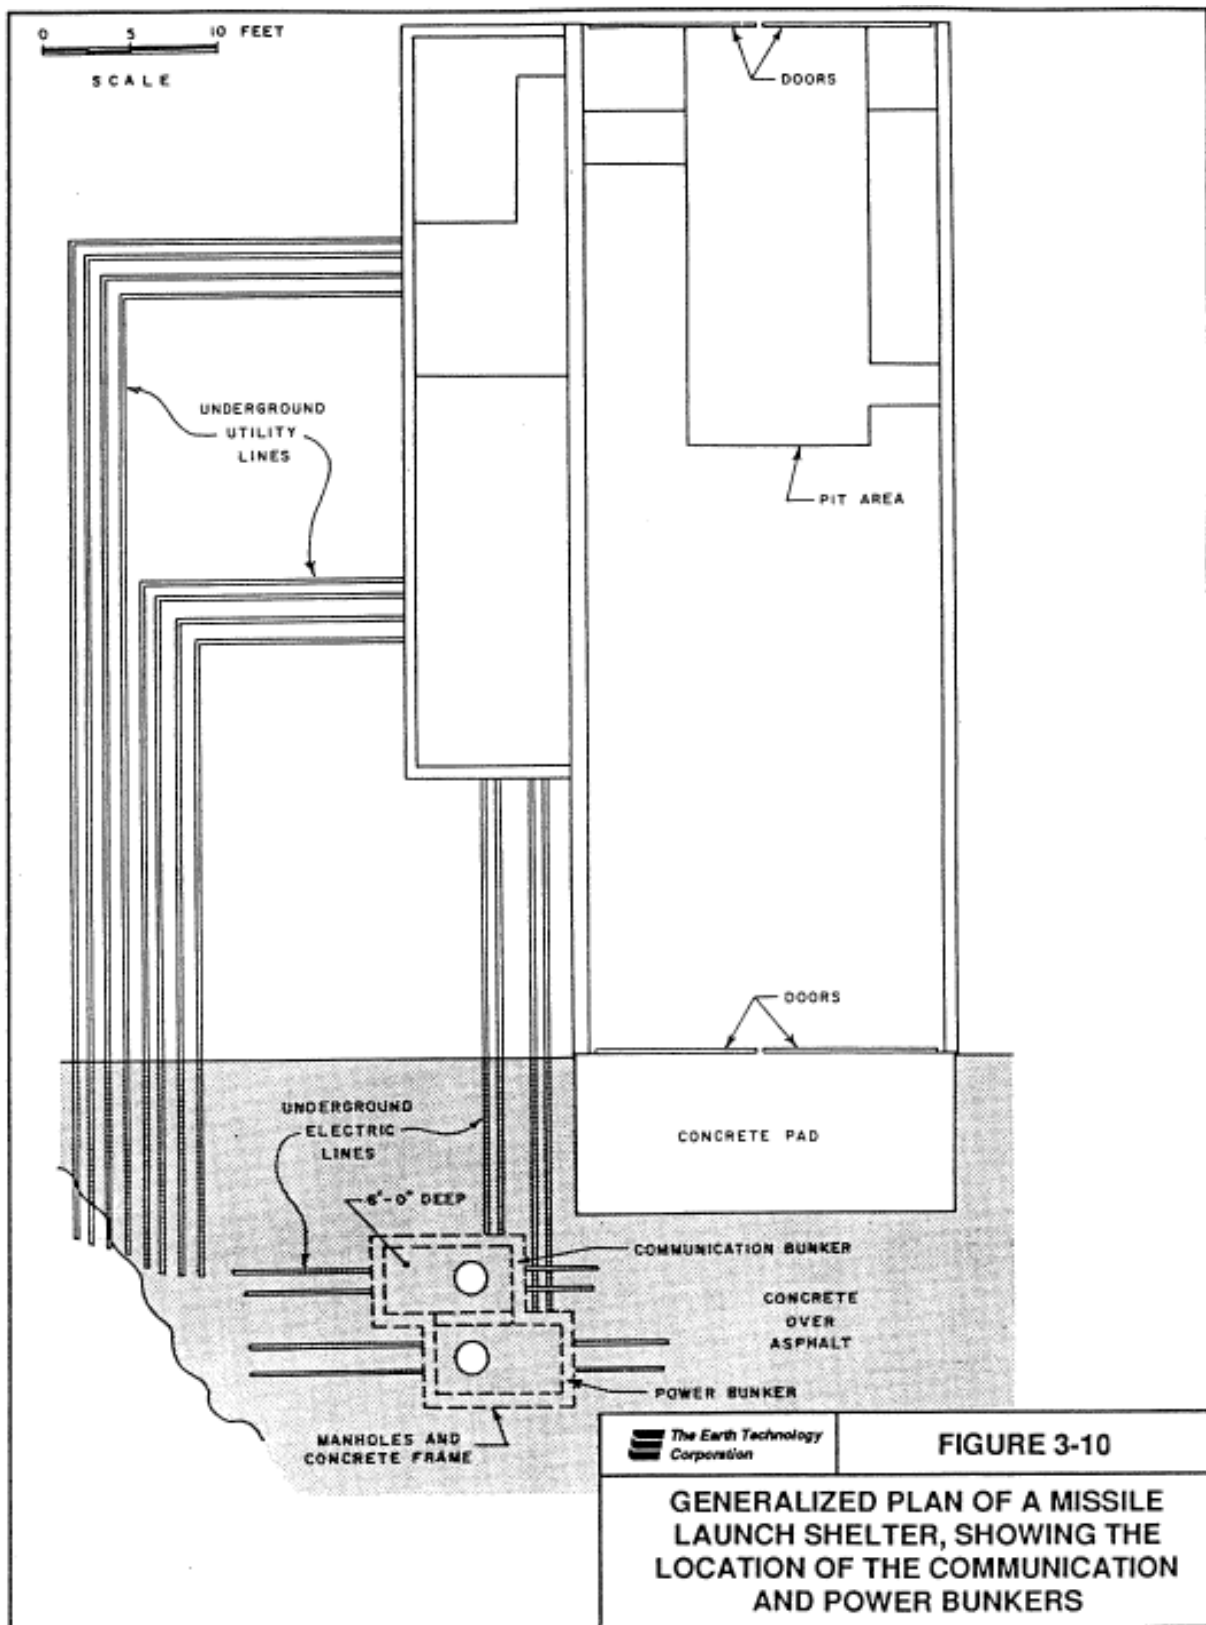 0 5 10 FEET
SCALE
DOORS
UNDERGROUND
UTILITY
LINES
PIT AREA
DOORS
UNDERGROUND
ELECTRIC
LINES
CONCRETE PAD
6'-0" DEEP
COMMUNICATION BUNKER
CONCRETE
OVER
ASPHALT
POWER BUNKER
MANHOLES AND
CONCRETE FRAME
The Earth Technology
Corporation
FIGURE 3-10
GENERALIZED PLAN OF A MISSILE
LAUNCH SHELTER, SHOWING THE
LOCATION OF THE COMMUNICATION
AND POWER BUNKERS